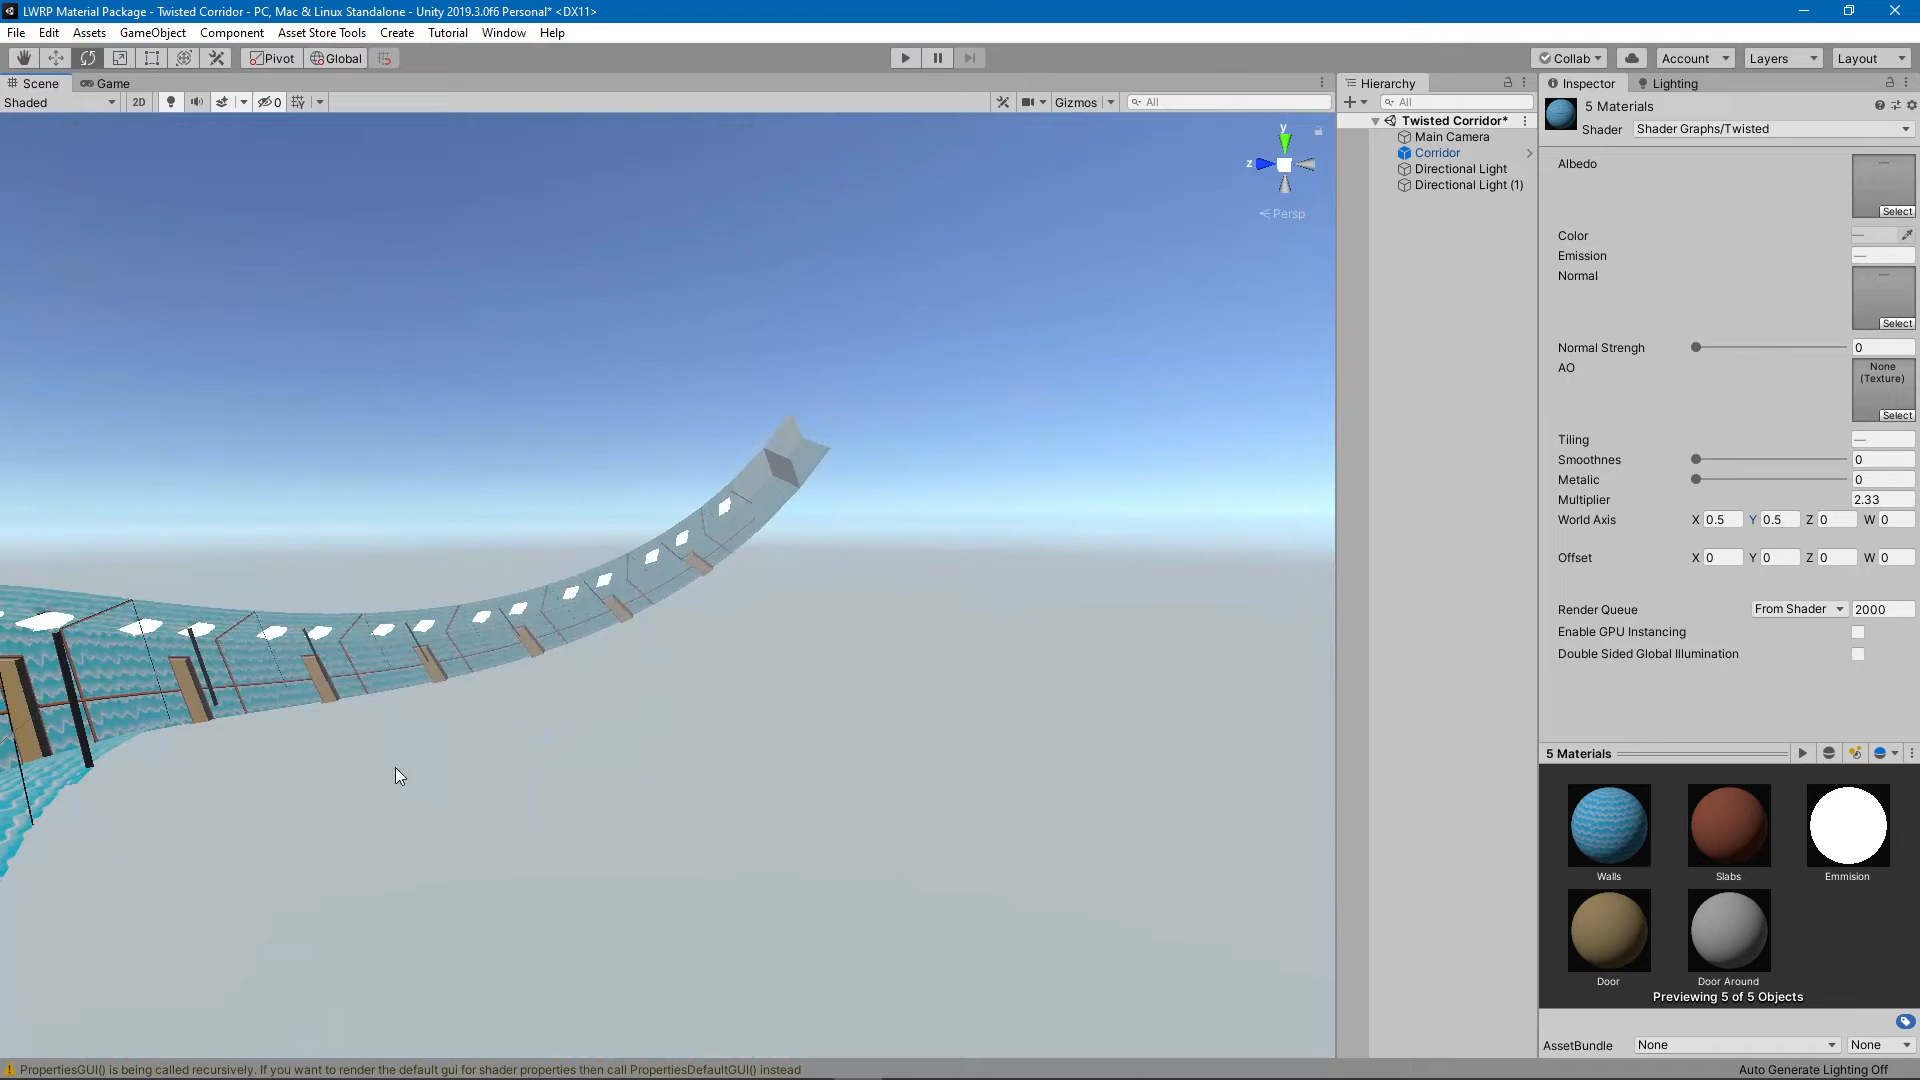 LWRP Material Package - Twisted Corridor - PC, Mac & Linux Standalone - Unity 2019.3.0f6 Personal* <DX11>
File Edit Assets GameObject Component Asset Store Tools Create Tutorial Window Help
Pivot Global Collab Account Layers Layout
Scene Game Hierarchy Inspector Lighting
Shaded 2D 0 Gizmos All All
5 Materials
Shader Shader Graphs/Twisted
Twisted Corridor*
Main Camera
Corridor
Directional Light
Directional Light (1)
y
z
Persp
Albedo
Select
Color
Emission
Normal
Select
Normal Strengh 0
AO None (Texture)
Select
Tiling
Smoothnes 0
Metalic 0
Multiplier 2.33
World Axis X 0.5 Y 0.5 Z 0 W 0
Offset X 0 Y 0 Z 0 W 0
Render Queue From Shader 2000
Enable GPU Instancing
Double Sided Global Illumination
5 Materials
Walls Slabs Emmision
Door Door Around
Previewing 5 of 5 Objects
AssetBundle None None
PropertiesGUI() is being called recursively. If you want to render the default gui for shader properties then call PropertiesDefaultGUI() instead
Auto Generate Lighting Off